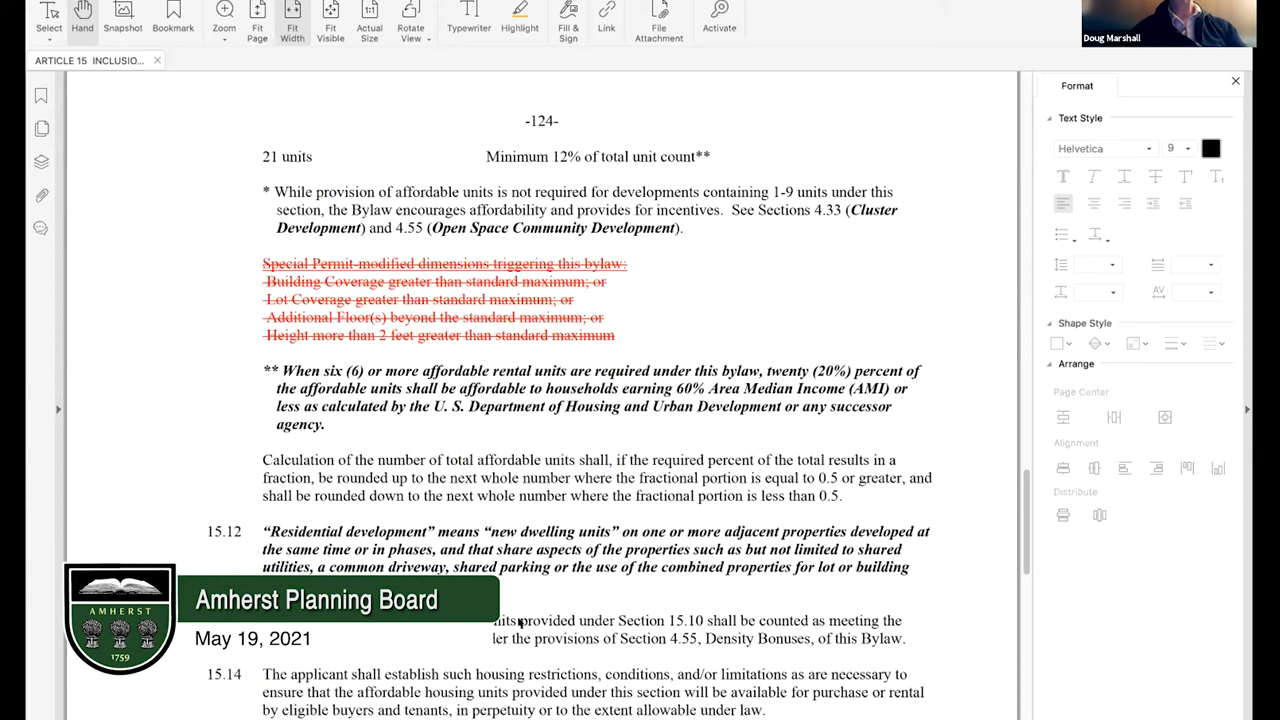 Select
Hand
Snapshot
Bookmark
Zoom
Fit Page
Fit Width
Fit Visible
Actual Size
Rotate View
Typewriter
Highlight
Fill & Sign
Link
File Attachment
Activate
Doug Marshall
ARTICLE 15 INCLUSIO...
-124-
21 units Minimum 12% of total unit count**
* While provision of affordable units is not required for developments containing 1-9 units under this
section, the Bylaw encourages affordability and provides for incentives. See Sections 4.33 (Cluster
Development) and 4.55 (Open Space Community Development).
Special Permit-modified dimensions triggering this bylaw:
-Building Coverage greater than standard maximum; or
-Lot Coverage greater than standard maximum; or
-Additional Floor(s) beyond the standard maximum; or
-Height more than 2 feet greater than standard maximum
** When six (6) or more affordable rental units are required under this bylaw, twenty (20%) percent of
the affordable units shall be affordable to households earning 60% Area Median Income (AMI) or
less as calculated by the U. S. Department of Housing and Urban Development or any successor
agency.
Calculation of the number of total affordable units shall, if the required percent of the total results in a
fraction, be rounded up to the next whole number where the fractional portion is equal to 0.5 or greater, and
shall be rounded down to the next whole number where the fractional portion is less than 0.5.
15.12 "Residential development" means "new dwelling units" on one or more adjacent properties developed at
the same time or in phases, and that share aspects of the properties such as but not limited to shared
utilities, a common driveway, shared parking or the use of the combined properties for lot or building
provided under Section 15.10 shall be counted as meeting the
the provisions of Section 4.55, Density Bonuses, of this Bylaw.
15.14 The applicant shall establish such housing restrictions, conditions, and/or limitations as are necessary to
ensure that the affordable housing units provided under this section will be available for purchase or rental
by eligible buyers and tenants, in perpetuity or to the extent allowable under law.
AMHERST
1759
Amherst Planning Board
May 19, 2021
Format
Text Style
Helvetica 9
Shape Style
Arrange
Page Center
Alignment
Distribute